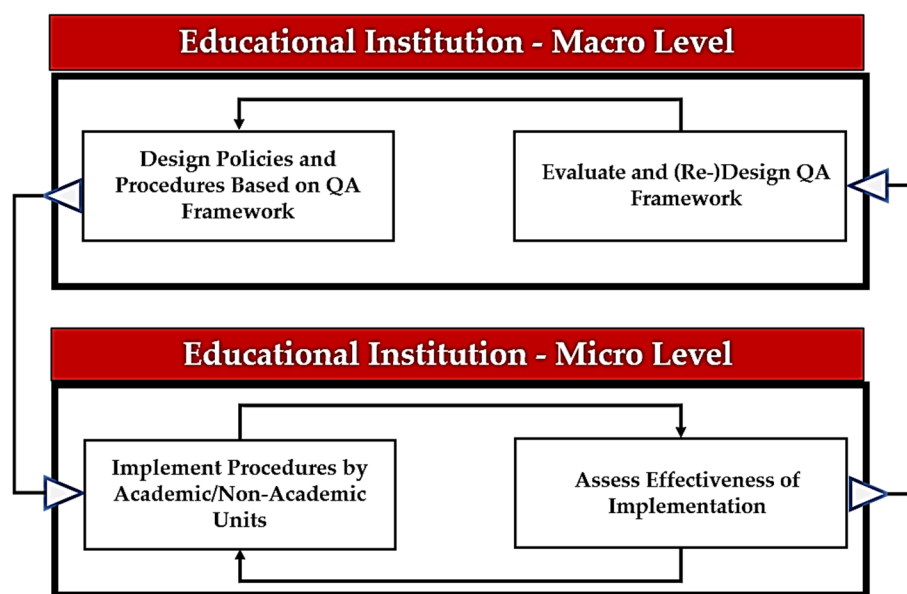 Educational Institution - Macro Level
Design Policies and
Procedures Based on QA
Framework
Evaluate and (Re-)Design QA
Framework
Educational Institution - Micro Level
Implement Procedures by
Academic/Non-Academic
Units
Assess Effectiveness of
Implementation